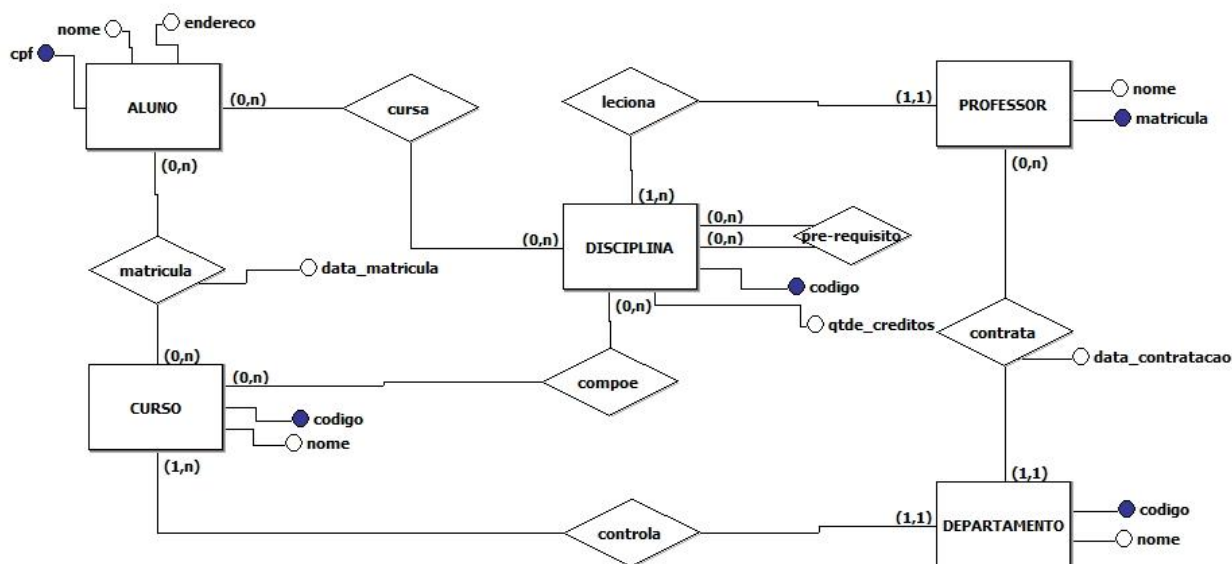 nome
endereco
cpf
ALUNO
(0,n)
cursa
leciona
(1,1)
PROFESSOR
nome
matricula
(0,n)
(0,n)
(1,n)
(0,n)
DISCIPLINA
(0,n)
(0,n)
pre-requisito
matricula
data_matricula
codigo
(0,n)
qtde_creditos
contrata
data_contratacao
(0,n)
(0,n)
compoe
CURSO
codigo
nome
(1,n)
(1,1)
controla
(1,1)
DEPARTAMENTO
codigo
nome